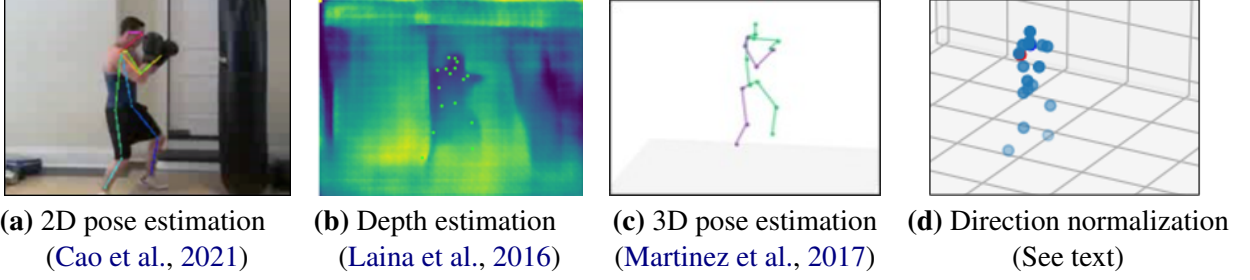 (a) 2D pose estimation
(Cao et al., 2021)
(b) Depth estimation
(Laina et al., 2016)
(c) 3D pose estimation
(Martinez et al., 2017)
(d) Direction normalization
(See text)